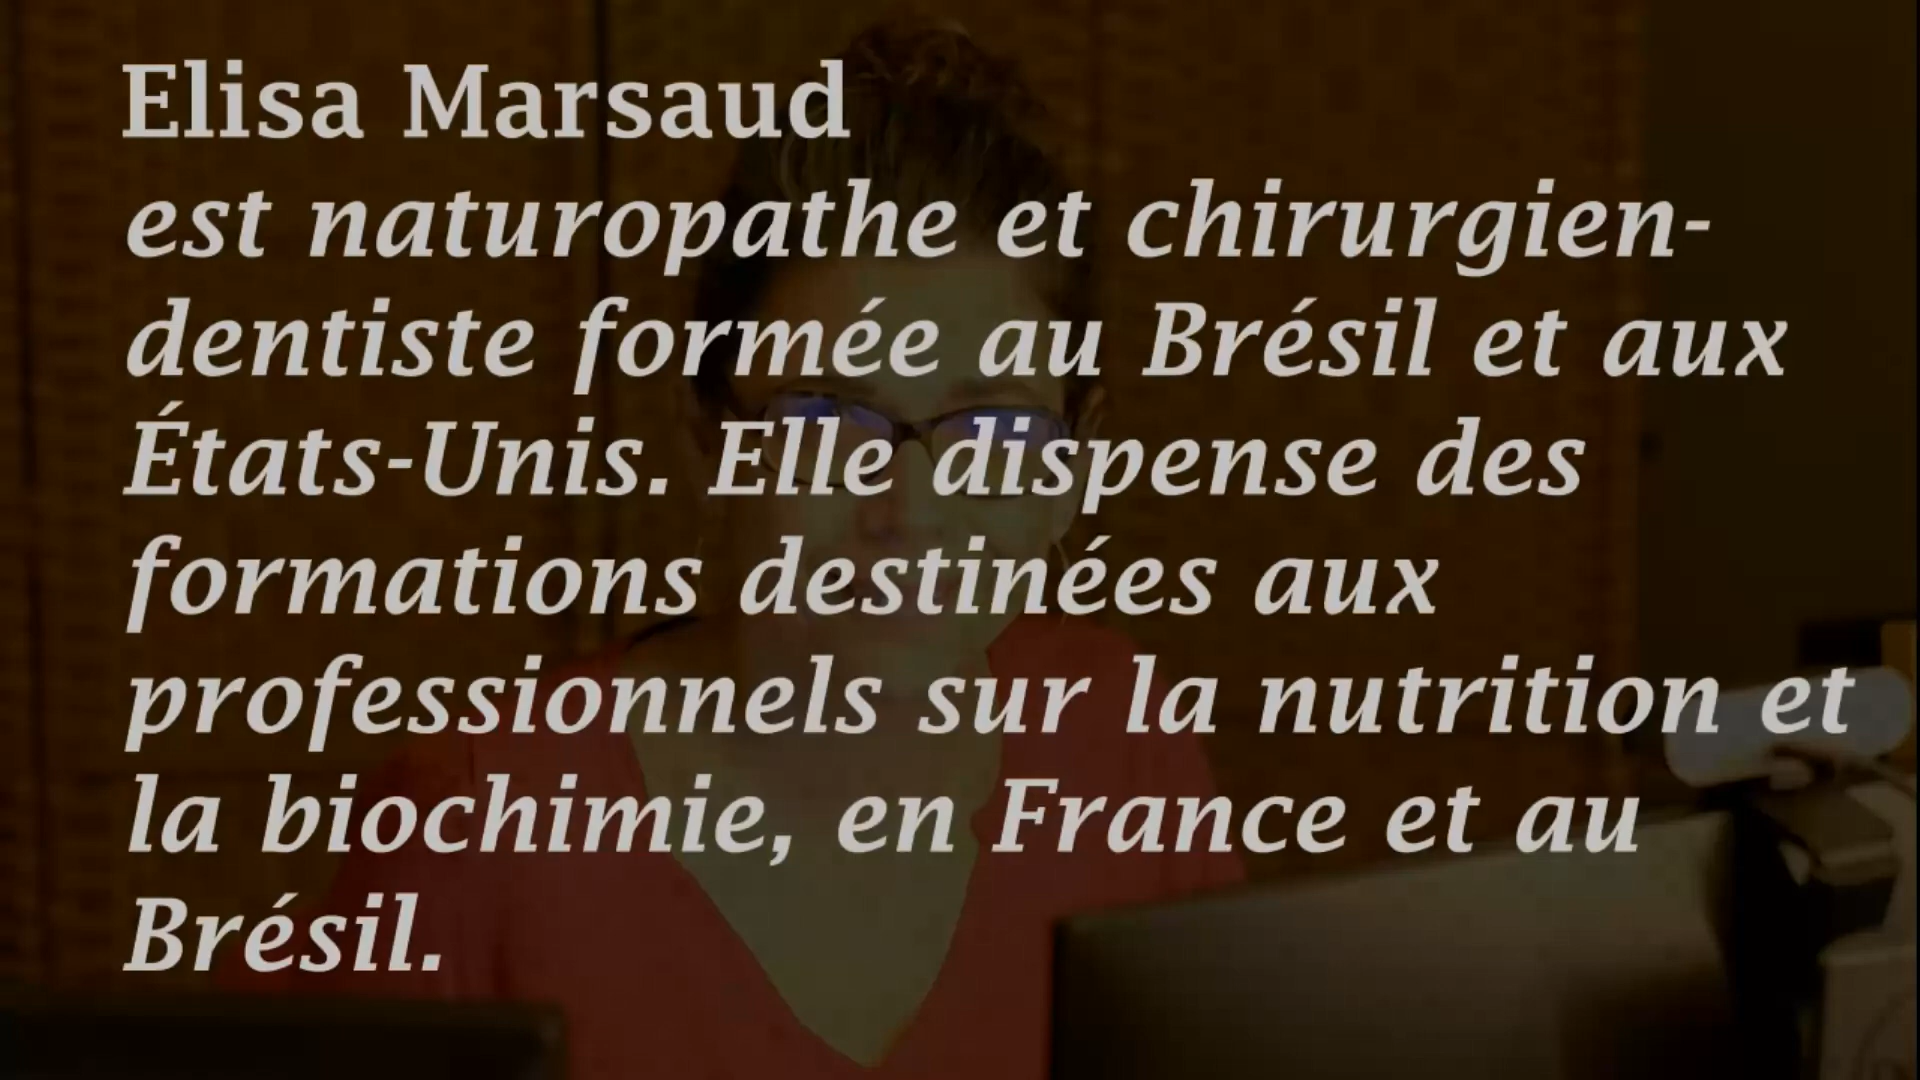 Elisa Marsaud
est naturopathe et chirurgien-
dentiste formée au Brésil et aux
États-Unis. Elle dispense des
formations destinées aux
professionnels sur la nutrition et
la biochimie, en France et au
Brésil.